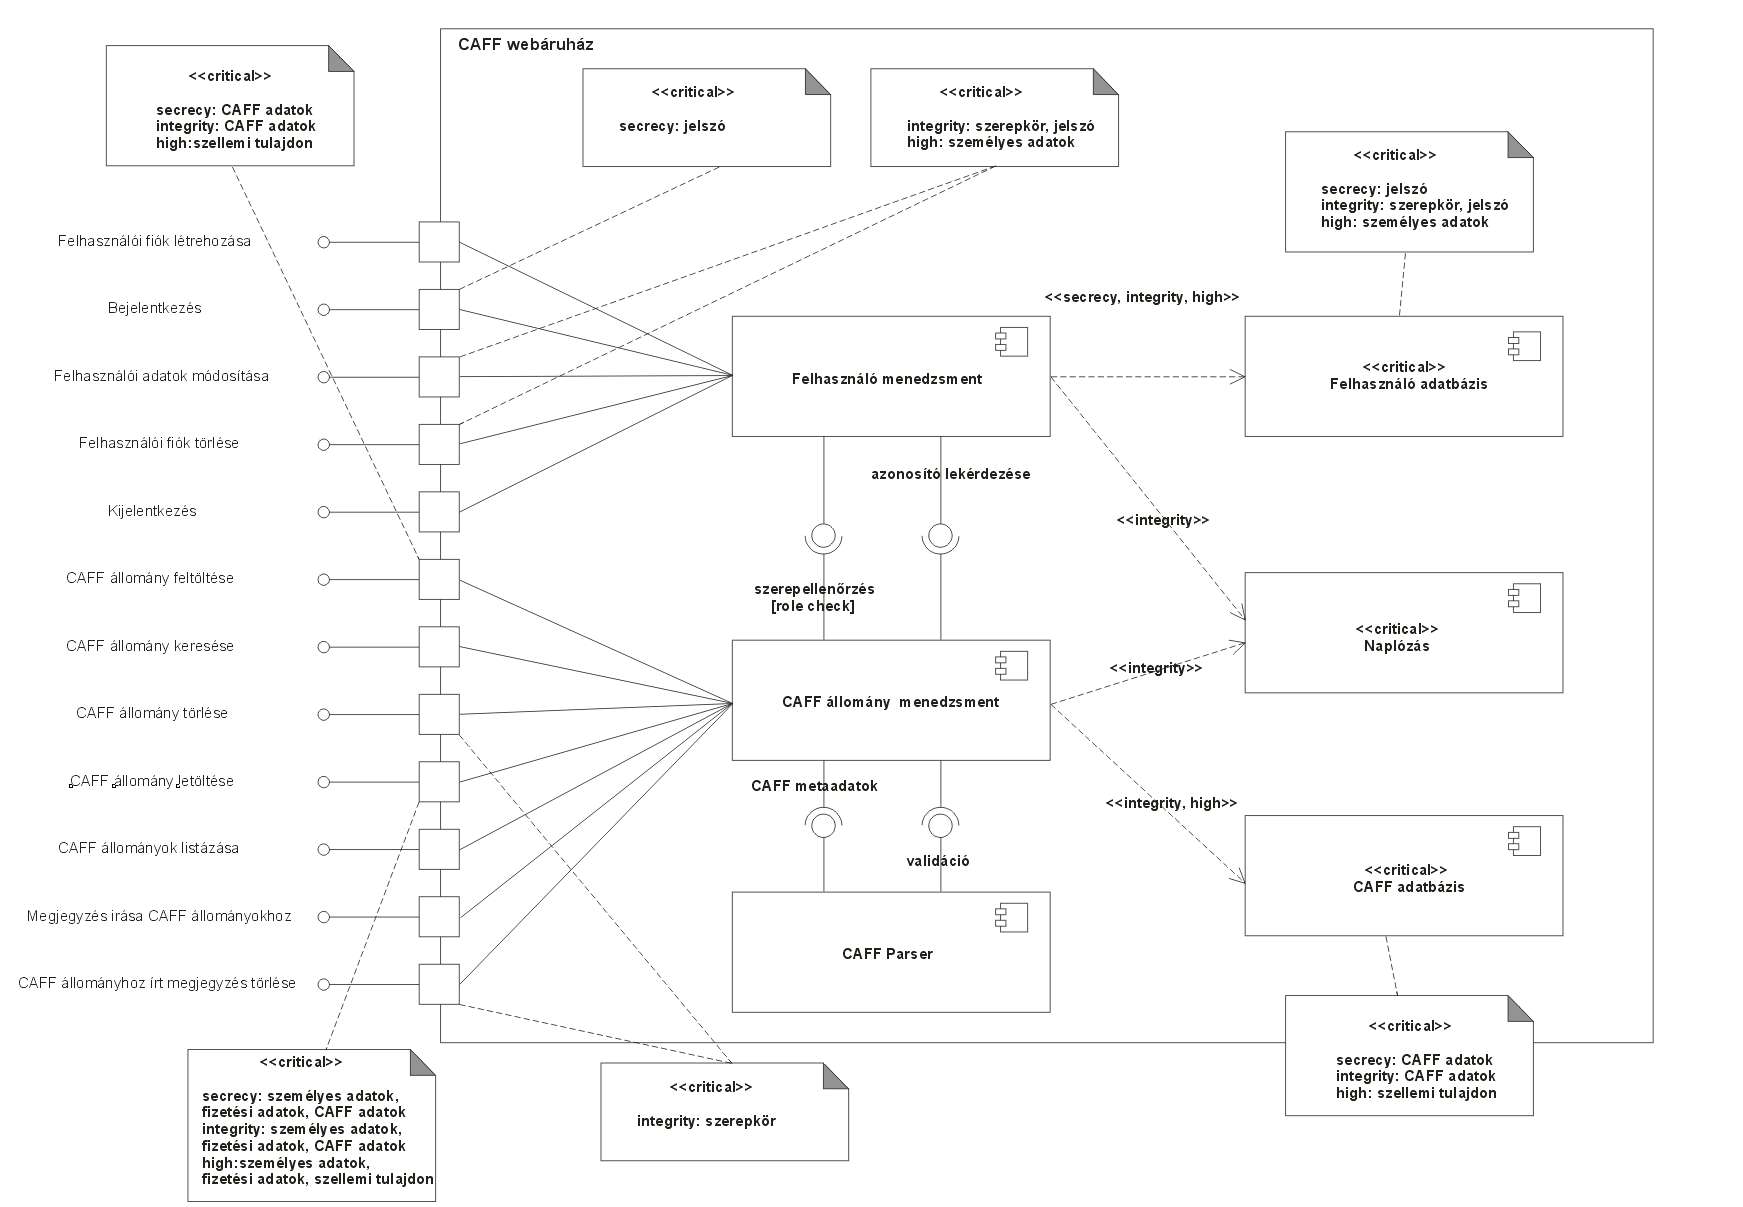 CAFF webáruház
<<critical>>
secrecy: CAFF adatok
integrity: CAFF adatok
high:szellemi tulajdon
<<critical>>
secrecy: jelszó
<<critical>>
integrity: szerepkör, jelszó
high: személyes adatok
<<critical>>
secrecy: jelszó
integrity: szerepkör, jelszó
high: személyes adatok
Felhasználói fiók létrehozása
Bejelentkezés
Felhasználói adatok módosítása
Felhasználói fiók törlése
Kijelentkezés
CAFF állomány feltöltése
CAFF állomány keresése
CAFF állomány törlése
CAFF állomány letöltése
CAFF állományok listázása
Megjegyzés irása CAFF állományokhoz
CAFF állományhoz írt megjegyzés törlése
<<secrecy, integrity, high>>
Felhasználó menedzsment
<<critical>>
Felhasználó adatbázis
azonosító lekérdezése
<<integrity>>
szerepellenőrzés
[role check]
<<critical>>
Naplózás
<<integrity>>
CAFF állomány  menedzsment
CAFF metaadatok
<<integrity, high>>
validáció
<<critical>>
CAFF adatbázis
CAFF Parser
<<critical>>
secrecy: személyes adatok,
fizetési adatok, CAFF adatok
integrity: személyes adatok,
fizetési adatok, CAFF adatok
high:személyes adatok,
fizetési adatok, szellemi tulajdon
<<critical>>
integrity: szerepkör
<<critical>>
secrecy: CAFF adatok
integrity: CAFF adatok
high: szellemi tulajdon